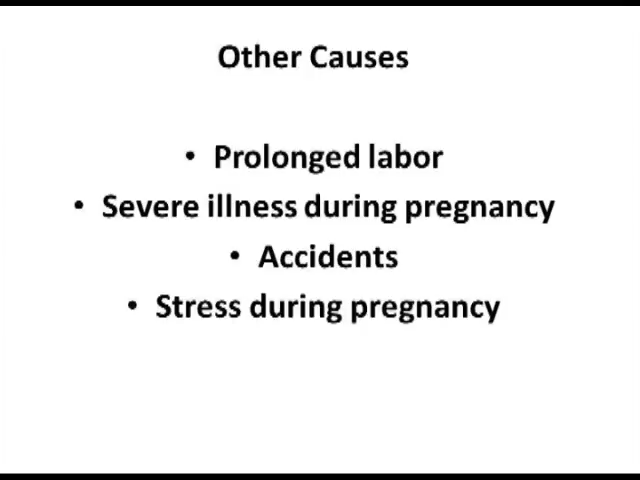 Other Causes
• Prolonged labor
• Severe illness during pregnancy
• Accidents
• Stress during pregnancy